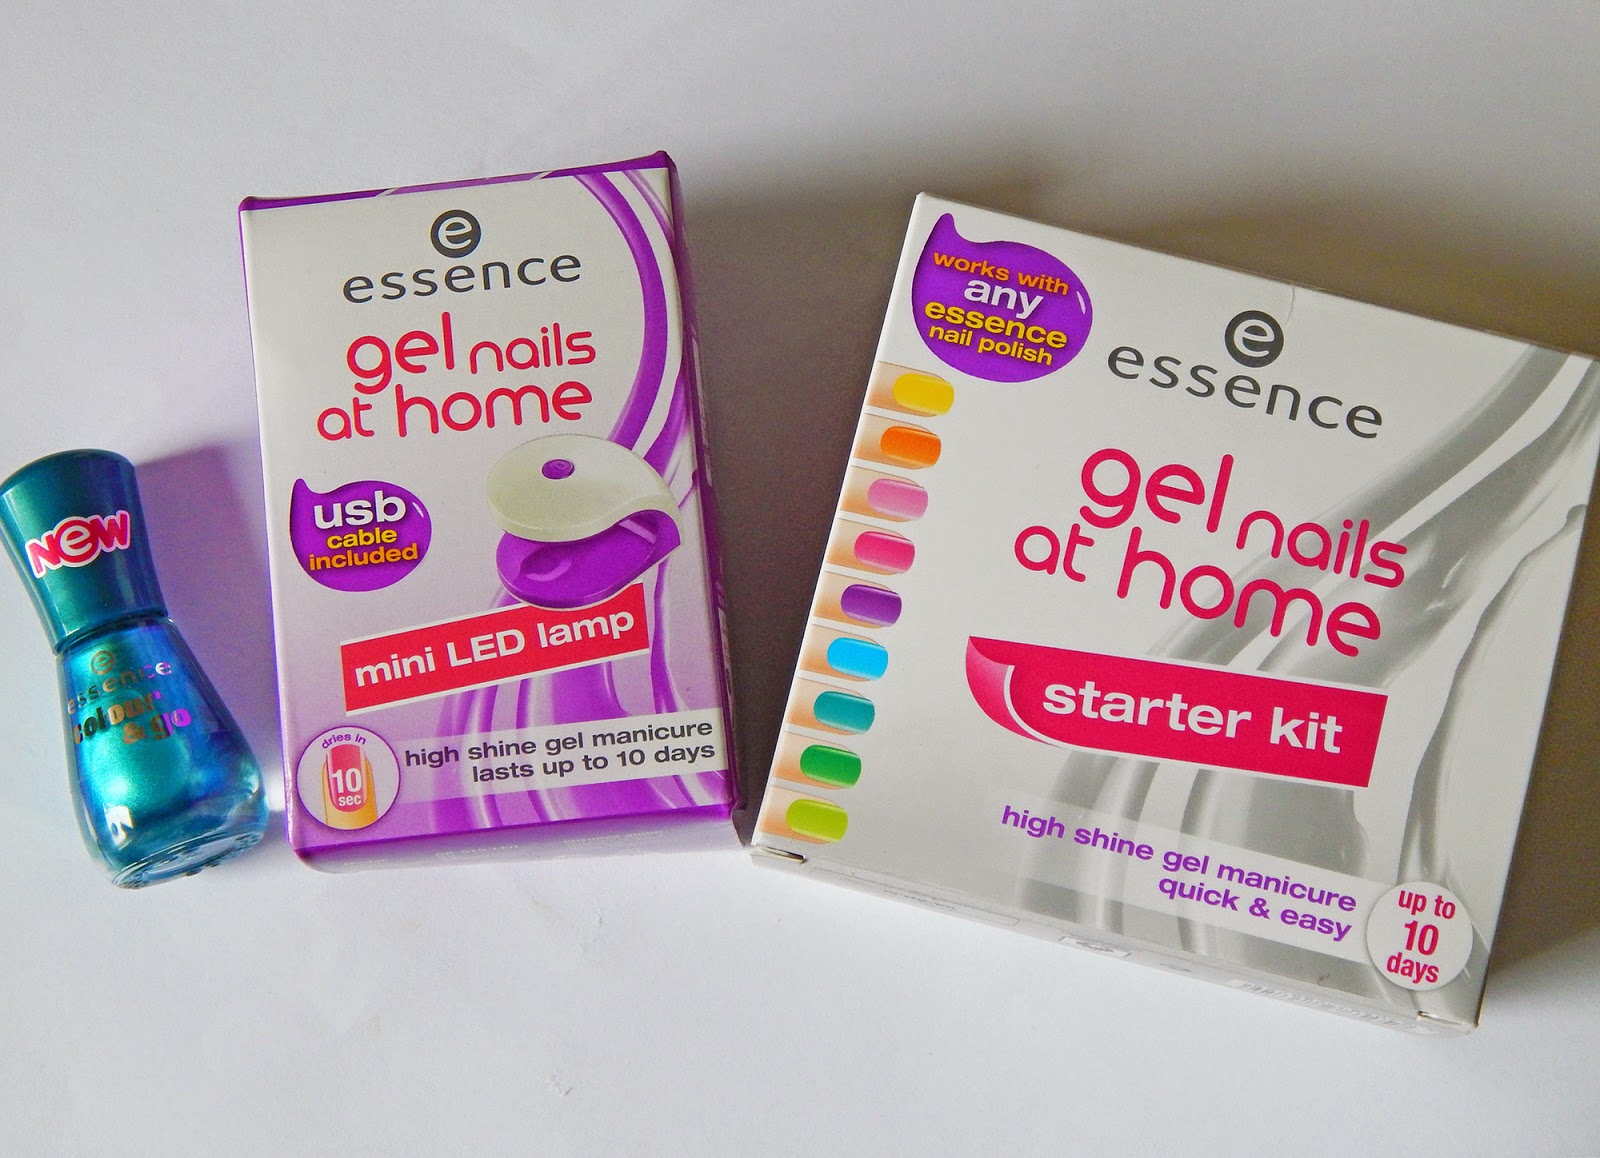 NEW
e
essence
colour
& go
e
essence
gel nails
at home
usb
cable
included
mini LED lamp
dries in
10
sec
high shine gel manicure
lasts up to 10 days
works with
any
essence
nail polish
e
essence
gel nails
at home
starter kit
high shine gel manicure
quick & easy
up to
10
days